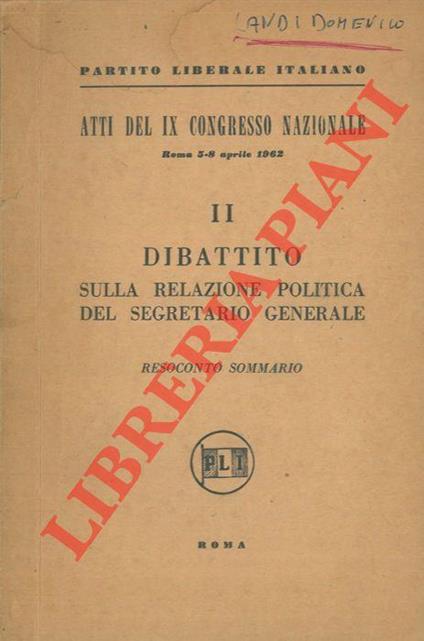 LANDI DOMENICO
PARTITO LIBERALE ITALIANO
ATTI DEL IX CONGRESSO NAZIONALE
Roma 5-8 aprile 1962
II
DIBATTITO
SULLA RELAZIONE POLITICA
DEL SEGRETARIO GENERALE
RESOCONTO SOMMARIO
PLI
ROMA
LIBRERIA PIANI